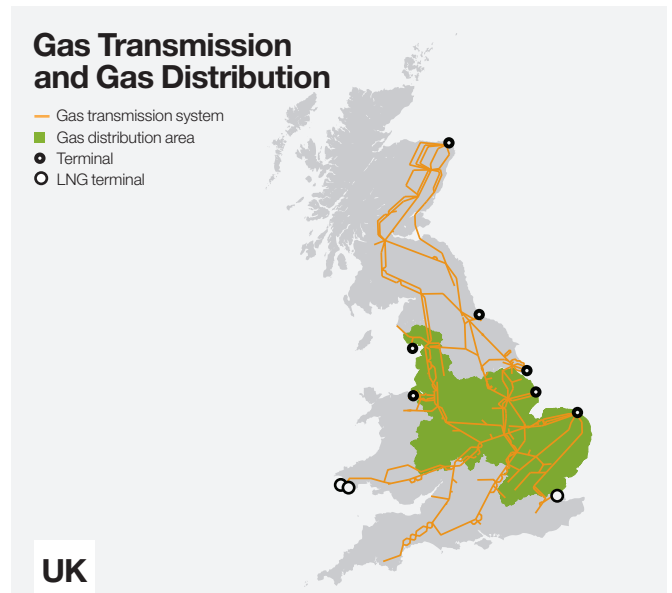 Gas Transmission
and Gas Distribution
Gas transmission system
Gas distribution area
Terminal
LNG terminal
UK